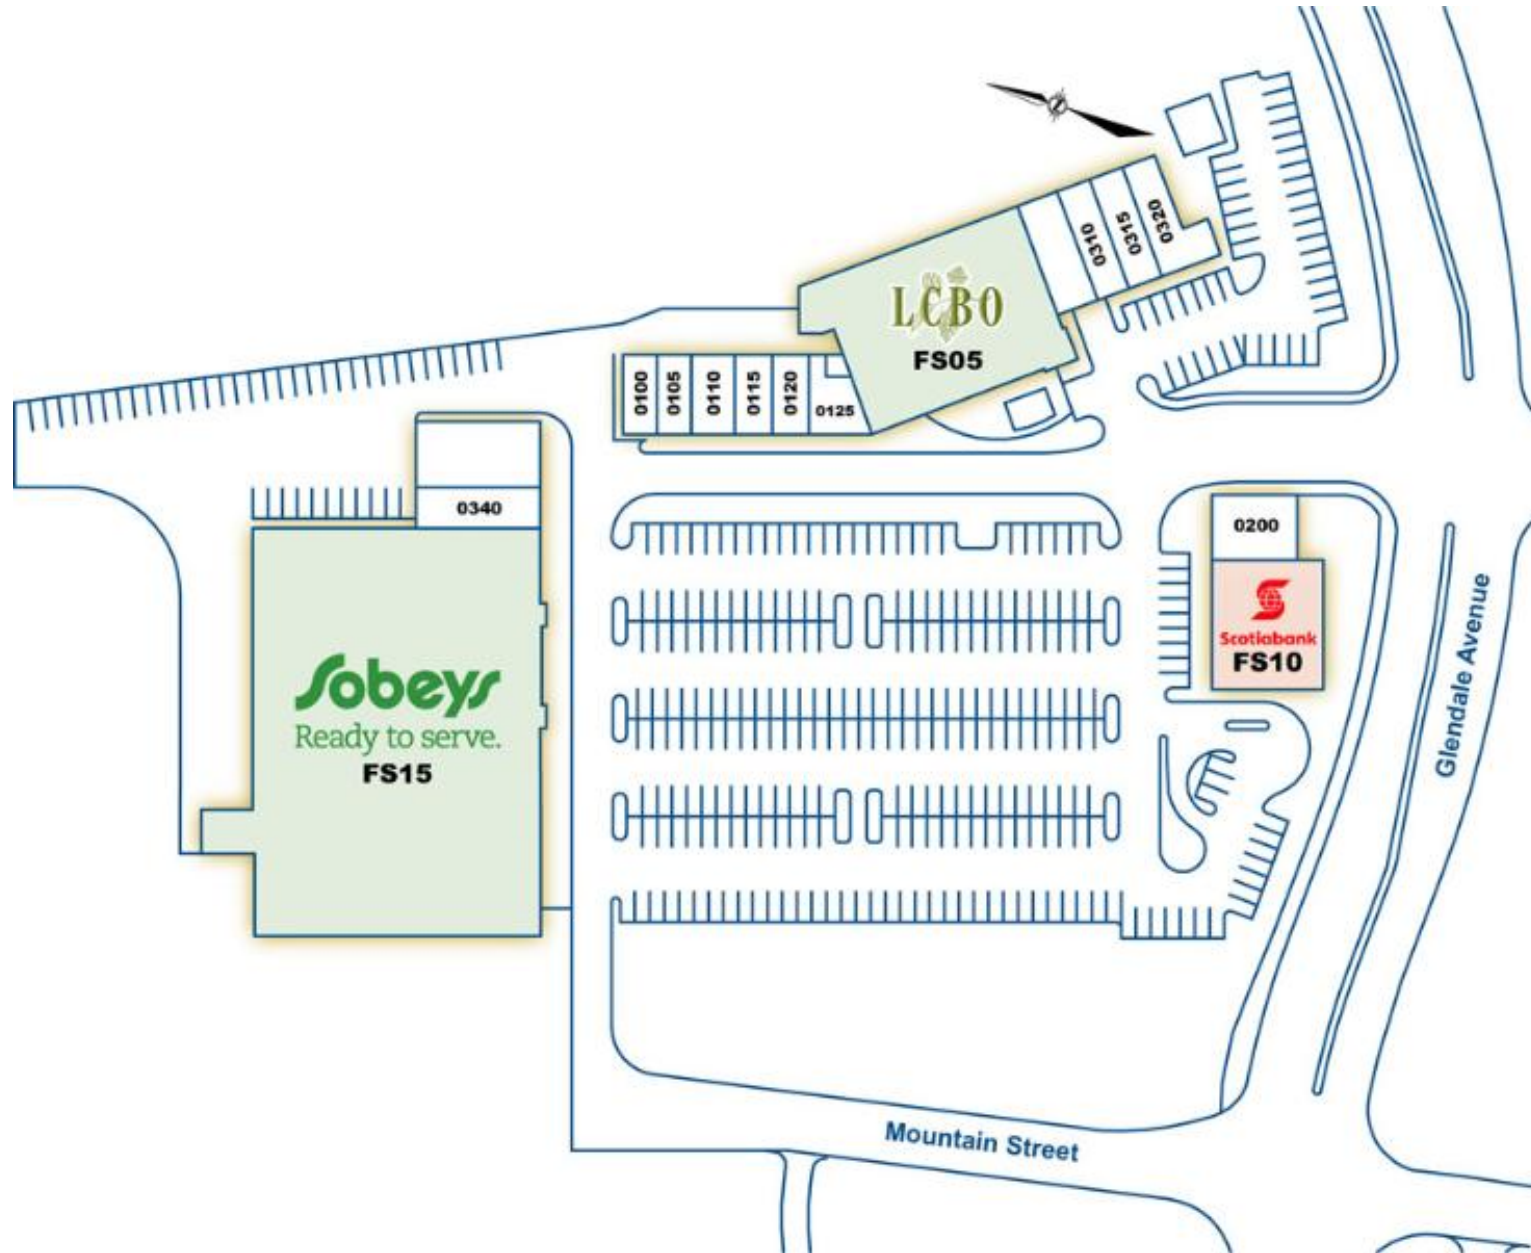 0320
0315
0310
LCBO
FS05
0100
0105
0110
0115
0120
0125
0340
0200
Scotiabank
FS10
Glendale Avenue
Sobeys
Ready to serve.
FS15
Mountain Street